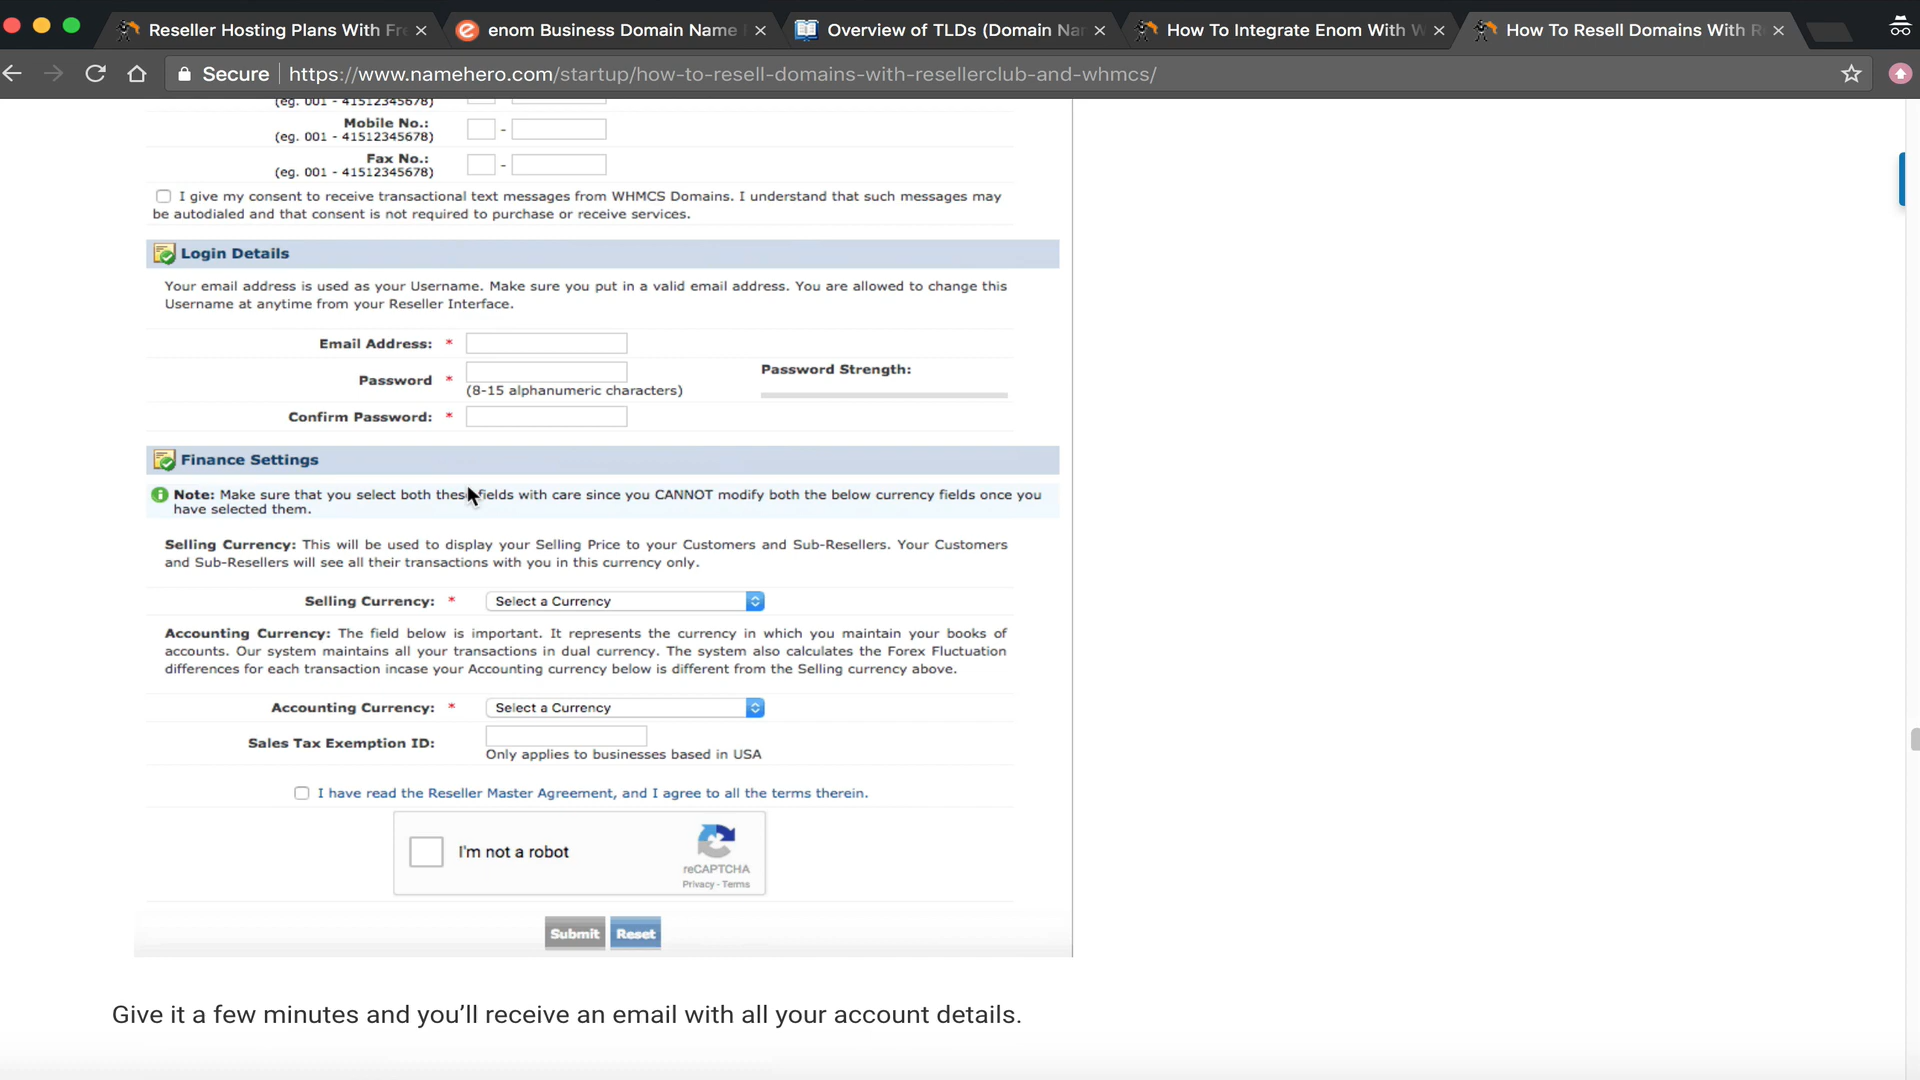 Reseller Hosting Plans With Fre
enom Business Domain Name
Overview of TLDs (Domain Nar
How To Integrate Enom With W
How To Resell Domains With R
Secure
https://www.namehero.com/startup/how-to-resell-domains-with-resellerclub-and-whmcs/
(eg. 001 - 41512345678)
Mobile No.:
(eg. 001 - 41512345678)
-
Fax No.:
(eg. 001 - 41512345678)
-
I give my consent to receive transactional text messages from WHMCS Domains. I understand that such messages may
be autodialed and that consent is not required to purchase or receive services.
Login Details
Your email address is used as your Username. Make sure you put in a valid email address. You are allowed to change this
Username at anytime from your Reseller Interface.
Email Address: *
Password *
(8-15 alphanumeric characters)
Password Strength:
Confirm Password: *
Finance Settings
Note: Make sure that you select both these fields with care since you CANNOT modify both the below currency fields once you
have selected them.
Selling Currency: This will be used to display your Selling Price to your Customers and Sub-Resellers. Your Customers
and Sub-Resellers will see all their transactions with you in this currency only.
Selling Currency: * Select a Currency
Accounting Currency: The field below is important. It represents the currency in which you maintain your books of
accounts. Our system maintains all your transactions in dual currency. The system also calculates the Forex Fluctuation
differences for each transaction incase your Accounting currency below is different from the Selling currency above.
Accounting Currency: * Select a Currency
Sales Tax Exemption ID:
Only applies to businesses based in USA
I have read the Reseller Master Agreement, and I agree to all the terms therein.
I'm not a robot
reCAPTCHA
Privacy - Terms
Submit Reset
Give it a few minutes and you’ll receive an email with all your account details.